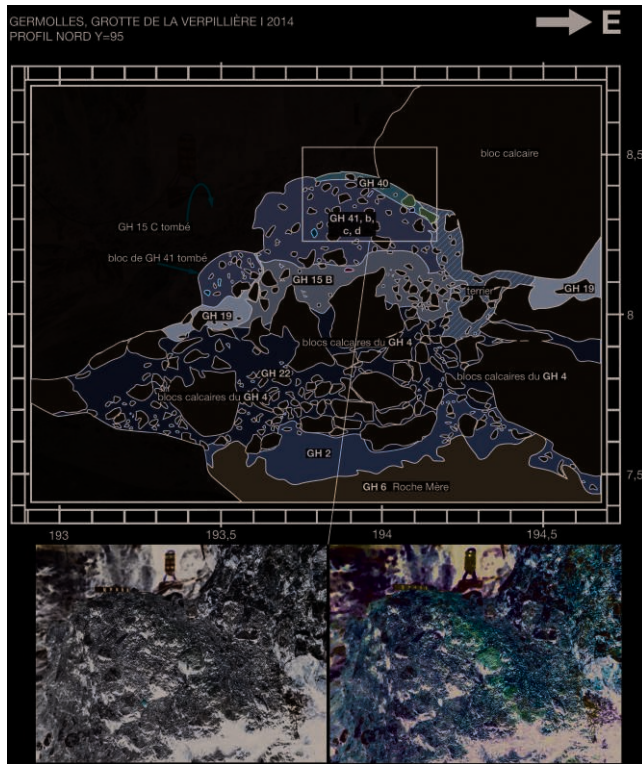 GERMOLLES, GROTTE DE LA VERPILLIÈRE I 2014
PROFIL NORD Y=95
E
bloc calcaire
8,5
GH 40
GH 41, b,
c, d
GH 15 C tombé
bloc de GH 41 tombé
GH 15 B
terrier
GH 19
GH 19
8
blocs calcaires du GH 4
GH 22
blocs calcaires du GH 4
blocs calcaires du GH 4
GH 2
7,5
GH 6 Roche Mère
193
193,5
194
194,5